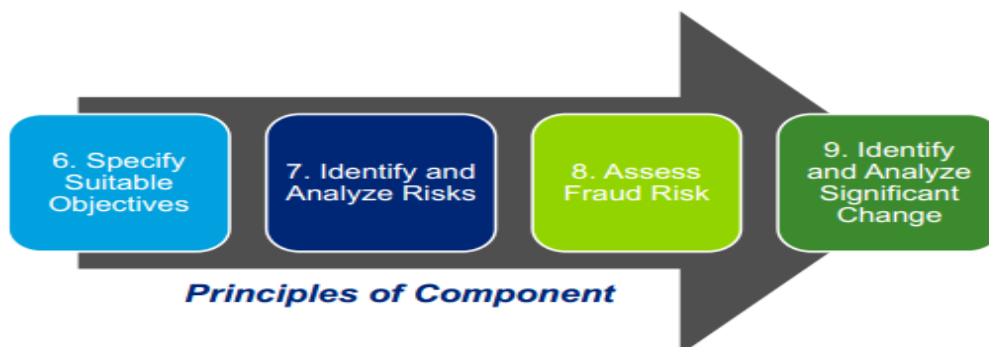 6. Specify
Suitable
Objectives
7. Identify and
Analyze Risks
8. Assess
Fraud Risk
9. Identify
and Analyze
Significant
Change
Principles of Component